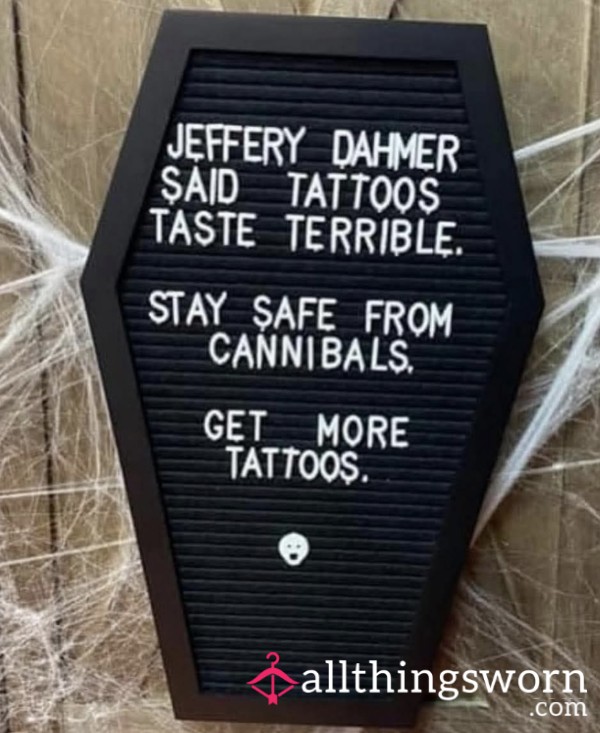 JEFFERY DAHMER
SAID TATTOOS
TASTE TERRIBLE.
STAY SAFE FROM
CANNIBALS.
GET MORE
TATTOOS.
allthingsworn
.com